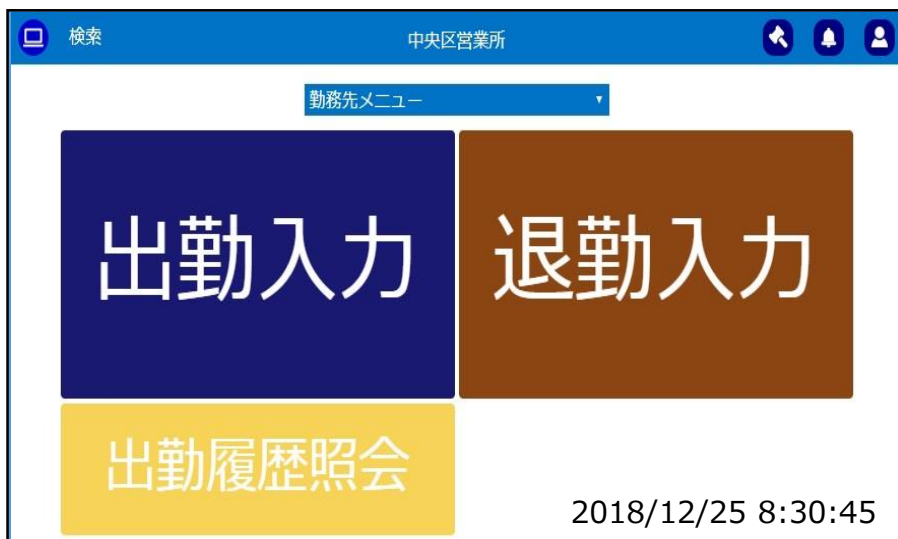 検索
中央区営業所
勤務先メニュー
出勤入力
退勤入力
出勤履歴照会
2018/12/25 8:30:45